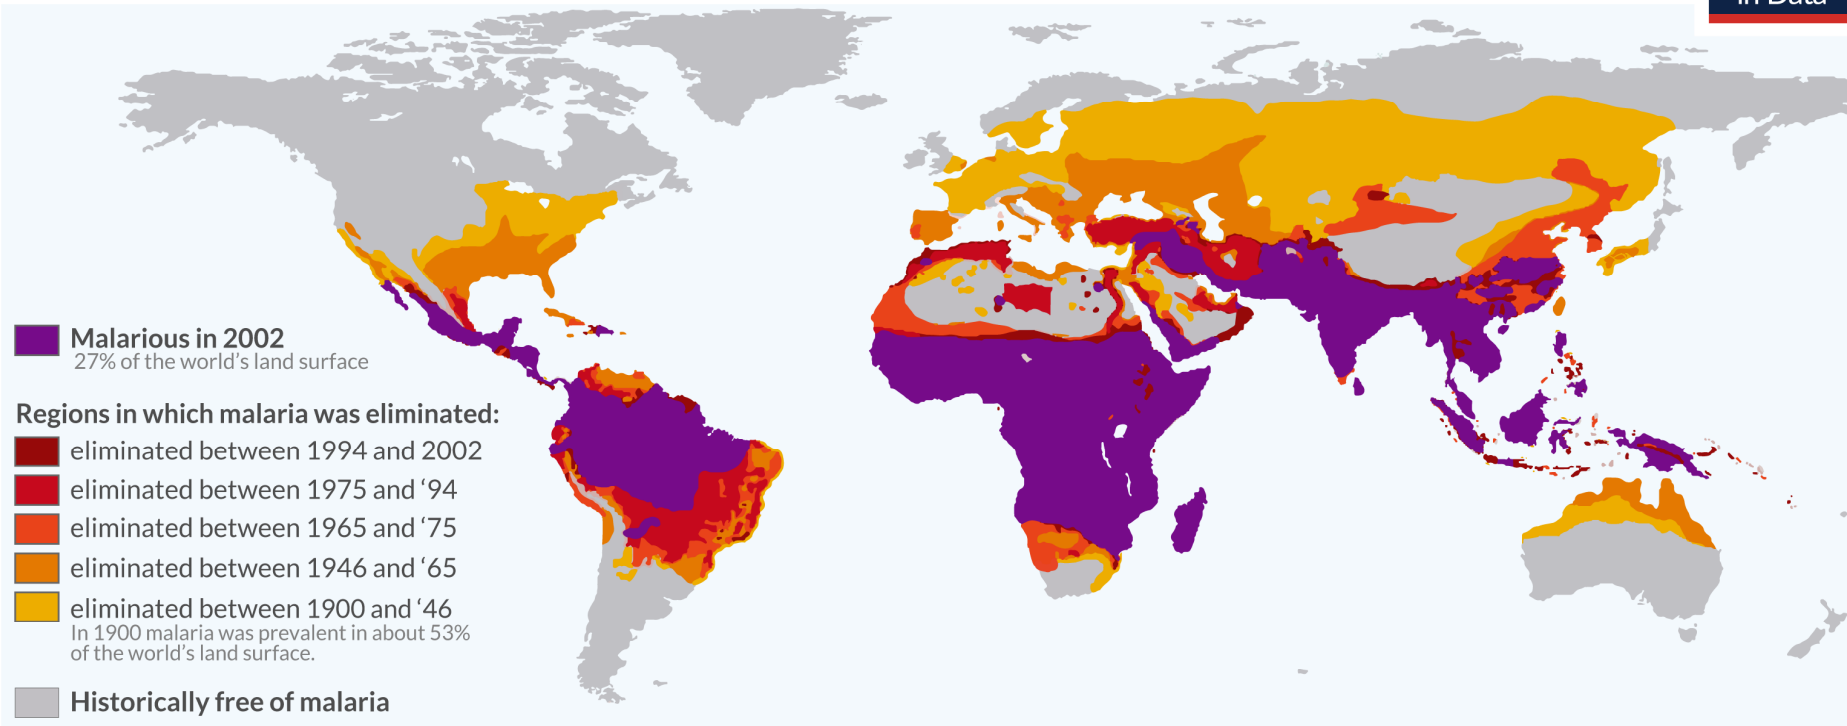 in Data
Malarious in 2002
27% of the world's land surface
Regions in which malaria was eliminated:
eliminated between 1994 and 2002
eliminated between 1975 and ‘94
eliminated between 1965 and ‘75
eliminated between 1946 and ‘65
eliminated between 1900 and ‘46
In 1900 malaria was prevalent in about 53%
of the world's land surface.
Historically free of malaria